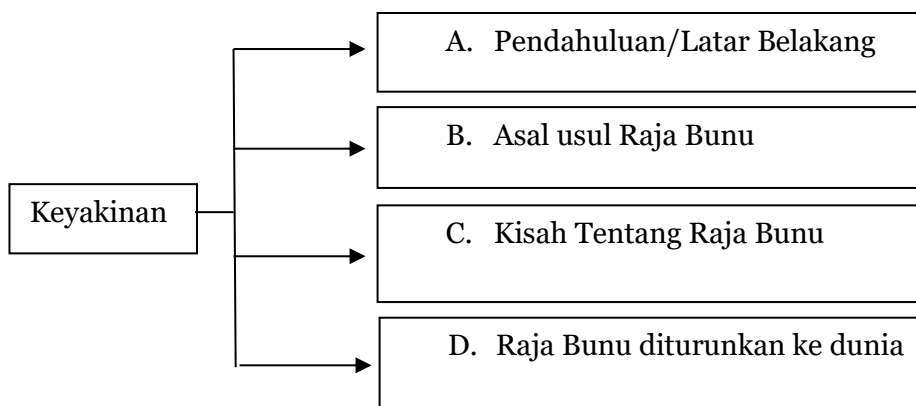 A. Pendahuluan/Latar Belakang
B. Asal usul Raja Bunu
Keyakinan
C. Kisah Tentang Raja Bunu
D. Raja Bunu diturunkan ke dunia